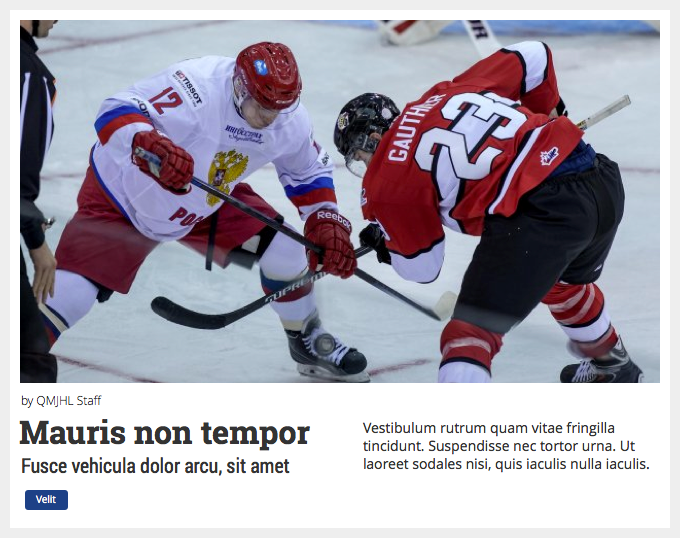 TISSOT
12
Reebok
SUPREME
GAUTHIER
23
by QMJHL Staff
Mauris non tempor
Fusce vehicula dolor arcu, sit amet
Velit
Vestibulum rutrum quam vitae fringilla
tincidunt. Suspendisse nec tortor urna. Ut
laoreet sodales nisi, quis iaculis nulla iaculis.